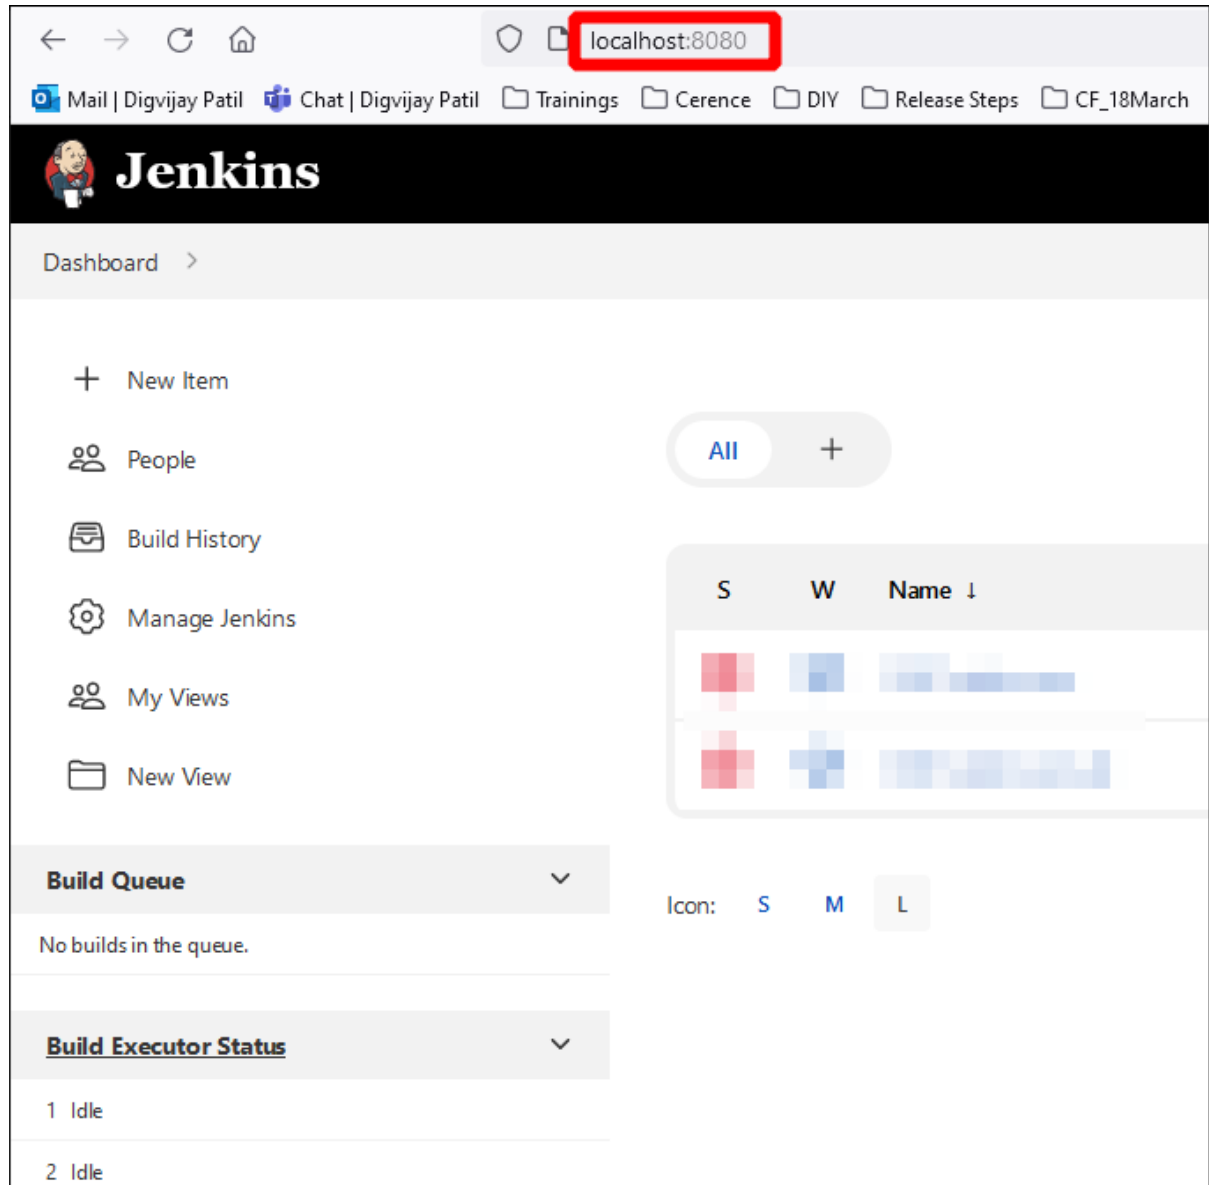 localhost:8080
Mail | Digvijay Patil Chat | Digvijay Patil Trainings Cerence DIY Release Steps CF_18March
Jenkins
Dashboard >
New Item
People
Build History
Manage Jenkins
My Views
New View
Build Queue
No builds in the queue.
Build Executor Status
1 Idle
2 Idle
All +
S W Name ↓
Icon: S M L